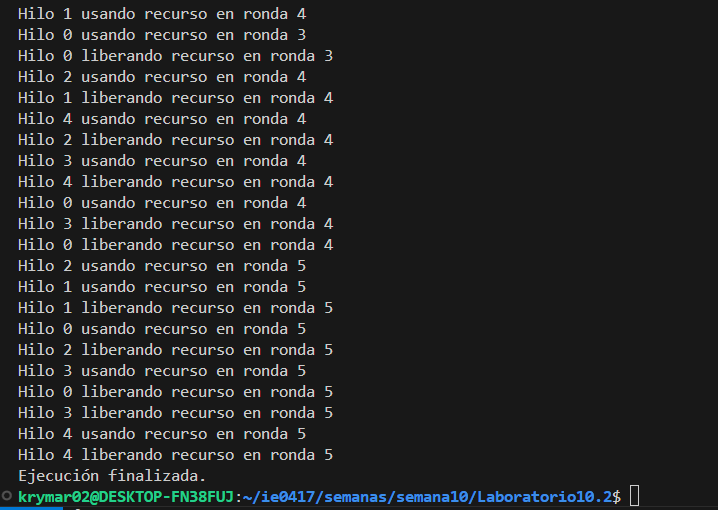 Hilo 1 usando recurso en ronda 4
Hilo 0 usando recurso en ronda 3
Hilo 0 liberando recurso en ronda 3
Hilo 2 usando recurso en ronda 4
Hilo 1 liberando recurso en ronda 4
Hilo 4 usando recurso en ronda 4
Hilo 2 liberando recurso en ronda 4
Hilo 3 usando recurso en ronda 4
Hilo 4 liberando recurso en ronda 4
Hilo 0 usando recurso en ronda 4
Hilo 3 liberando recurso en ronda 4
Hilo 0 liberando recurso en ronda 4
Hilo 2 usando recurso en ronda 5
Hilo 1 usando recurso en ronda 5
Hilo 1 liberando recurso en ronda 5
Hilo 0 usando recurso en ronda 5
Hilo 2 liberando recurso en ronda 5
Hilo 3 usando recurso en ronda 5
Hilo 0 liberando recurso en ronda 5
Hilo 3 liberando recurso en ronda 5
Hilo 4 usando recurso en ronda 5
Hilo 4 liberando recurso en ronda 5
Ejecución finalizada.
krymar02@DESKTOP-FN38FUJ:~/ie0417/semanas/semana10/Laboratorio10.2$